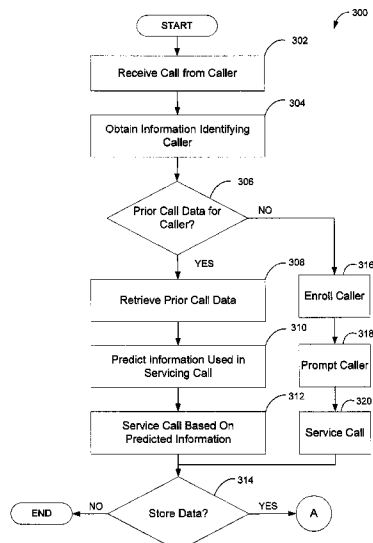 300
START
302
Receive Call from Caller
304
Obtain Information Identifying
Caller
306
Prior Call Data for
Caller?
NO
YES
308
316
Retrieve Prior Call Data
Enroll Caller
310
318
Predict Information Used in
Servicing Call
Prompt Caller
312
320
Service Call Based On
Predicted Information
Service Call
314
END
NO
Store Data?
YES
A